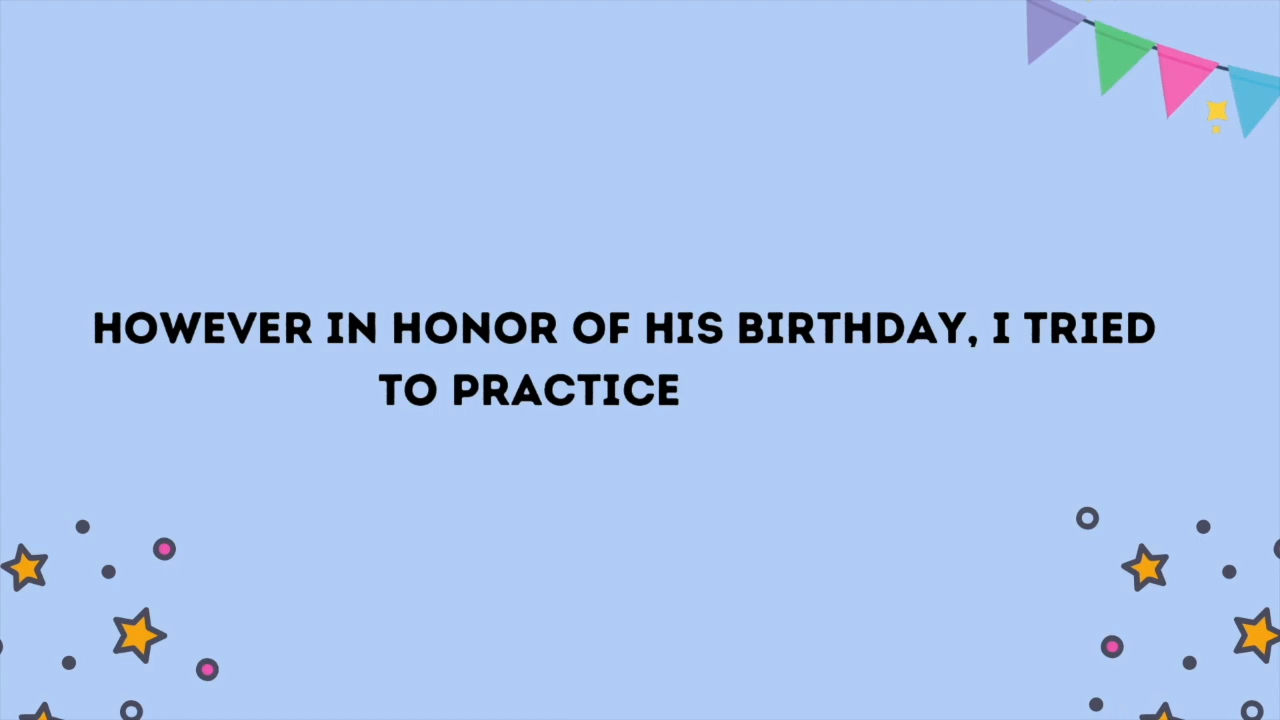 HOWEVER IN HONOR OF HIS BIRTHDAY, I TRIED
TO PRACTICE